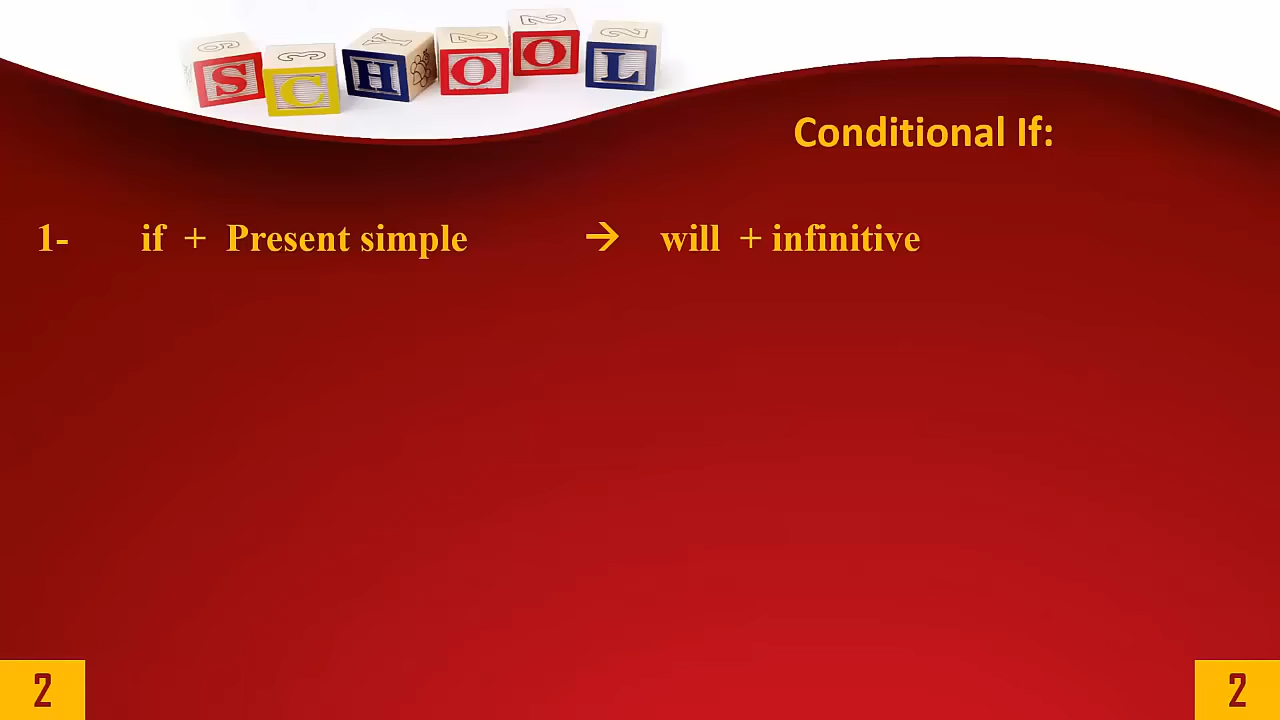 SCHOOL
Conditional If:
1- if + Present simple → will + infinitive
2 2